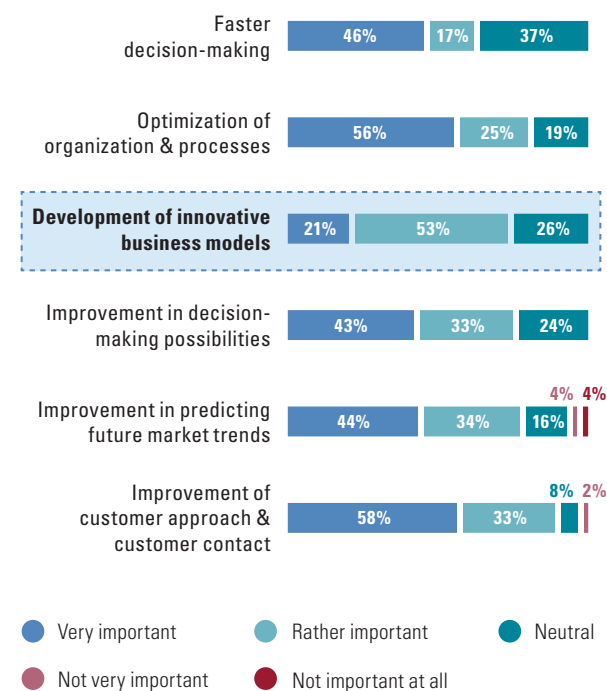 Faster
decision-making
46% 17% 37%
Optimization of
organization & processes
56% 25% 19%
Development of innovative
business models
21% 53% 26%
Improvement in decision-
making possibilities
43% 33% 24%
Improvement in predicting
future market trends
4% 4%
44% 34% 16%
Improvement of
customer approach &
customer contact
8% 2%
58% 33%
Very important
Rather important
Neutral
Not very important
Not important at all